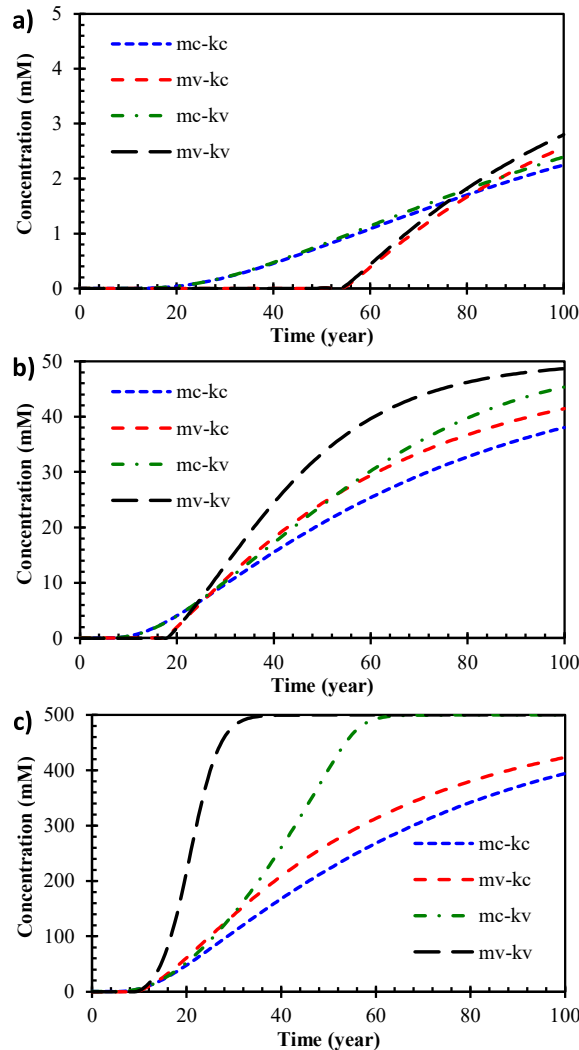 a)
Concentration (mM)
5
4
3
2
1
0
mc-kc
mv-kc
mc-kv
mv-kv
0 20 40 60 80 100
Time (year)
b)
Concentration (mM)
50
40
30
20
10
0
mc-kc
mv-kc
mc-kv
mv-kv
0 20 40 60 80 100
Time (year)
c)
Concentration (mM)
500
400
300
200
100
0
mc-kc
mv-kc
mc-kv
mv-kv
0 20 40 60 80 100
Time (year)